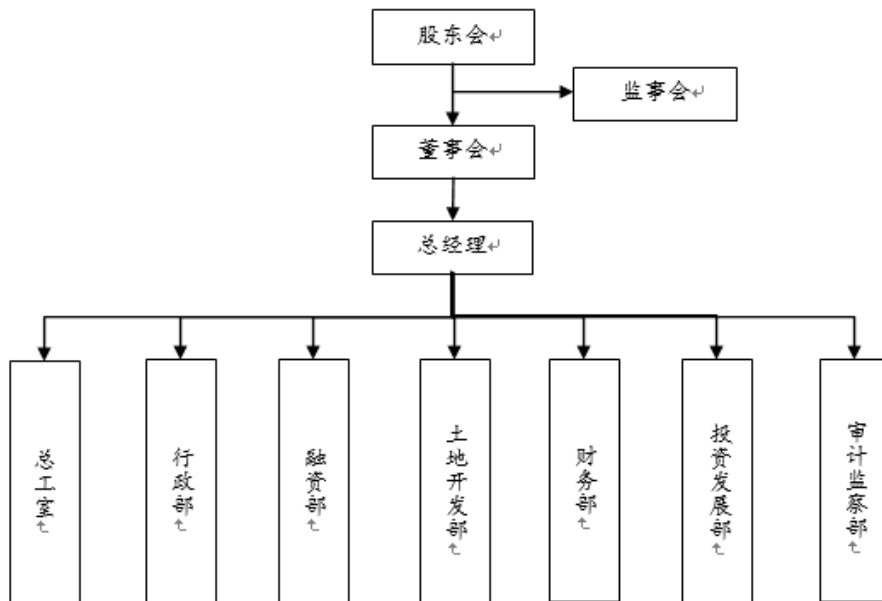 股东会
监事会
董事会
总经理
总工室
行政部
融资部
土地开发部
财务部
投资发展部
审计监察部